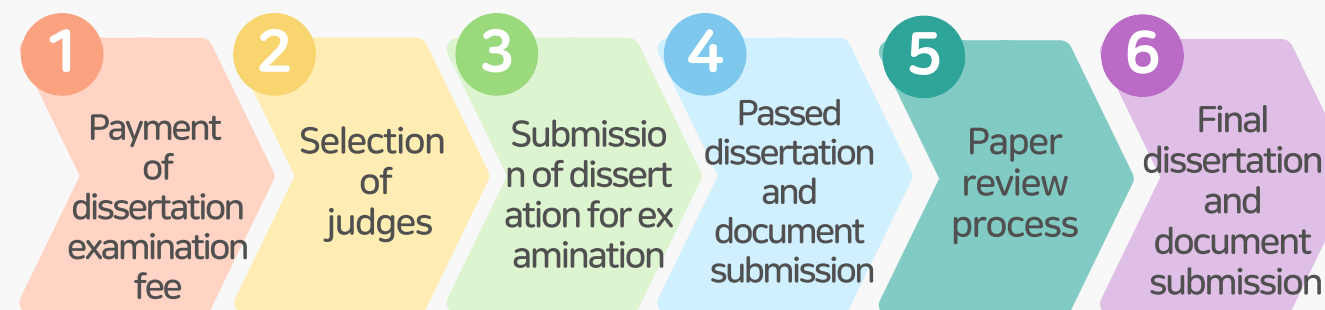 1
Payment
of
dissertation
examination
fee
2
Selection
of
judges
3
Submissio
n of dissert
ation for ex
amination
4
Passed
dissertation
and
document
submission
5
Paper
review
process
6
Final
dissertation
and
document
submission